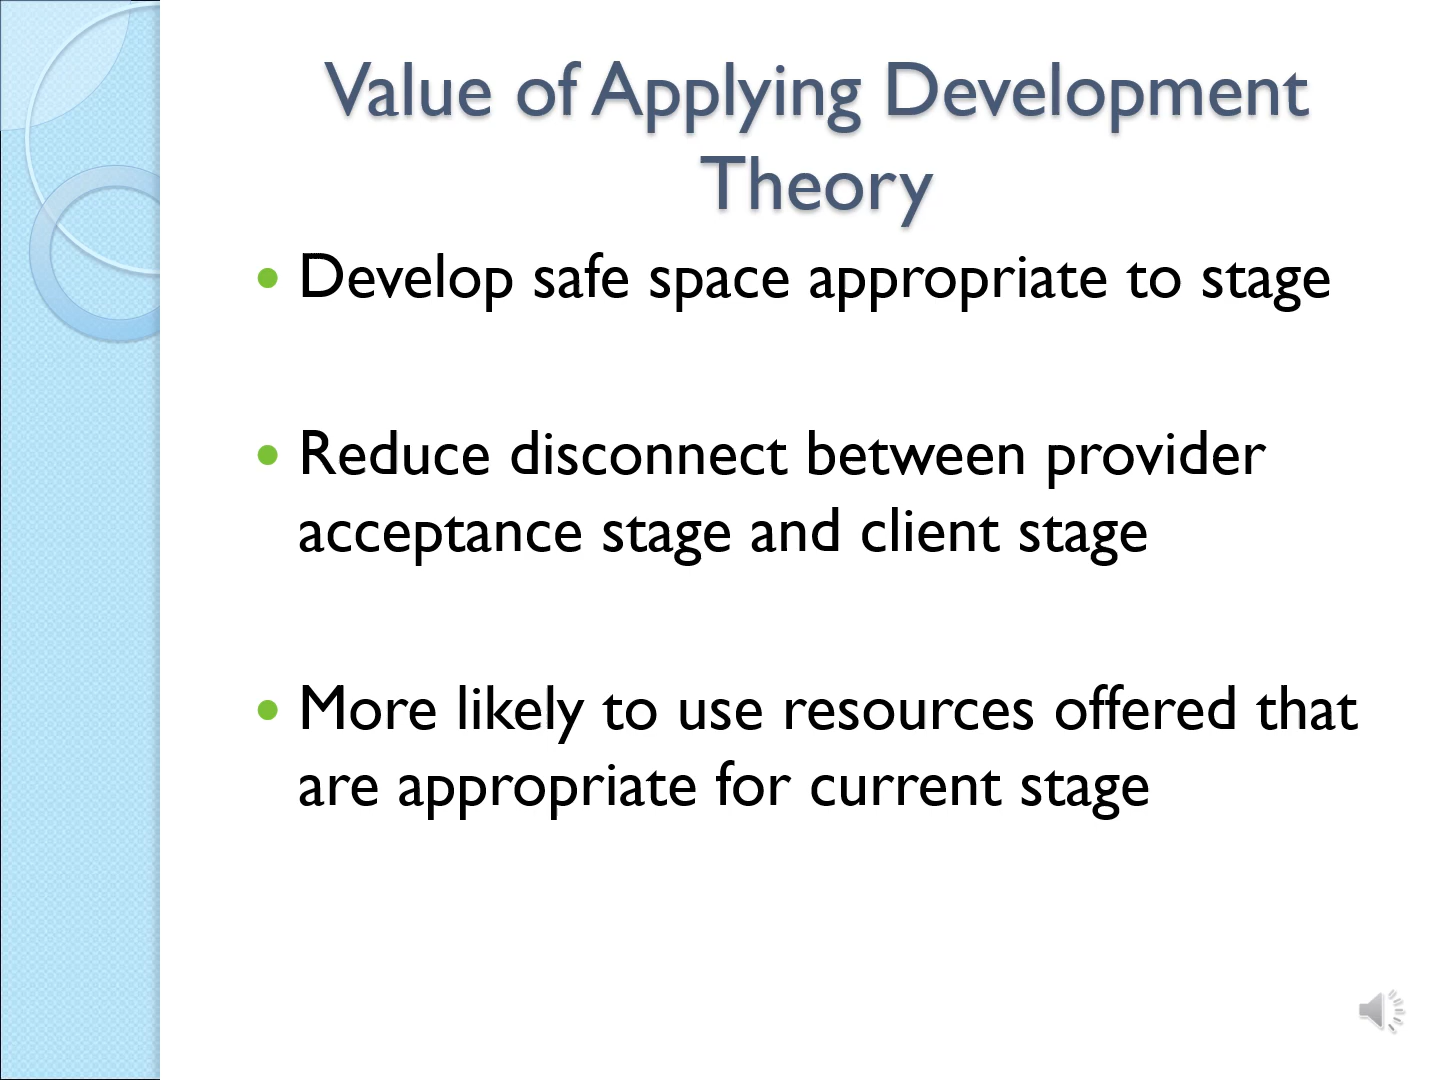 Value of Applying Development
Theory
• Develop safe space appropriate to stage
• Reduce disconnect between provider
acceptance stage and client stage
• More likely to use resources offered that
are appropriate for current stage